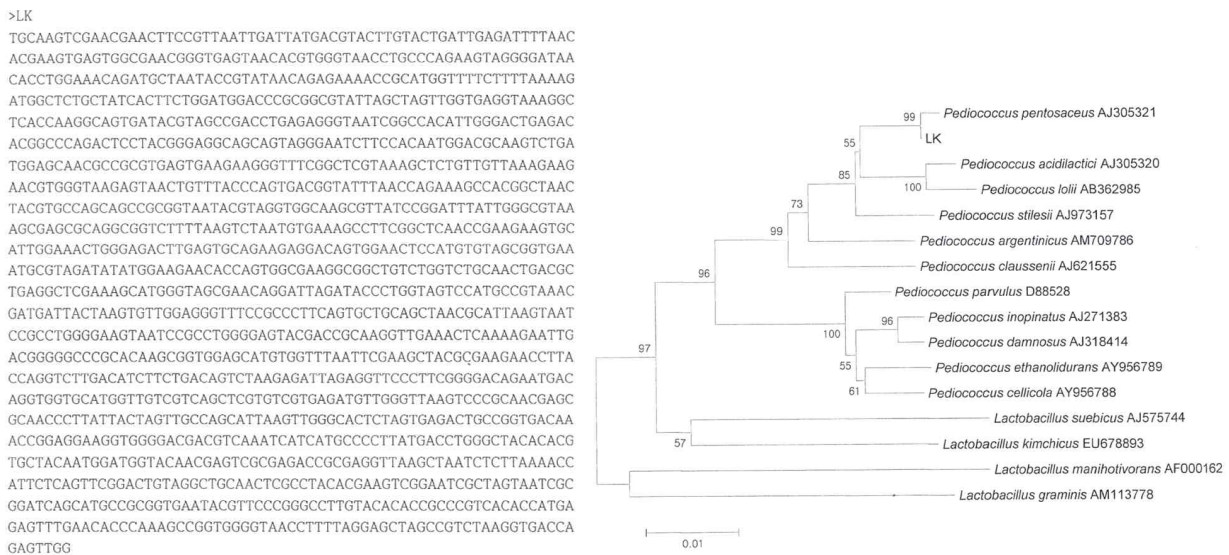 >LK
TGCAAGTCGAACGAACTTCCGTTAATTGATTATGACGTACTTGTACTGATTGAGATTTTAAC
ACGAAGTGAGTGGCGAACGGGTGAGTAACACGTGGGTAACCTGCCCAGAAGTAGGGGATAA
CACCTGGAAACAGATGCTAATACCGTATAACAGAGAAAACCGCATGGTTTTCTTTTAAAAG
ATGGCTCTGCTATCACTTCTGGATGGACCCGCGGCGTATTAGCTAGTTGGTGAGGTAAAGGC
TCACCAAGGCAGTGATACGTAGCCGACCTGAGAGGGTAATCGGCCACATTGGGACTGAGAC
ACGGCCCAGACTCCTACGGGAGGCAGCAGTAGGGAATCTTCCACAATGGACGCAAGTCTGA
TGGAGCAACGCCGCGTGAGTGAAGAAGGGTTTCGGCTCGTAAAGCTCTGTTGTTAAAGAAG
AACGTGGGTAAGAGTAACTGTTTACCCAGTGACGGTATTTAACCAGAAAGCCACGGCTAAC
TACGTGCCAGCAGCCGCGGTAATACGTAGGTGGCAAGCGTTATCCGGATTTATTGGGCGTAA
AGCGAGCGCAGGCGGTCTTTTAAGTCTAATGTGAAAGCCTTCGGCTCAACCGAAGAAGTGC
ATTGGAAACTGGGAGACTTGAGTGCAGAAGAGGACAGTGGAACTCCATGTGTAGCGGTGAA
ATGCGTAGATATATGGAAGAACACCAGTGGCGAAGGCGGCTGTCTGGTCTGCAACTGACGC
TGAGGCTCGAAAGCATGGGTAGCGAACAGGATTAGATACCCTGGTAGTCCATGCCGTAAAC
GATGATTACTAAGTGTTGGAGGGTTTCCGCCCTTCAGTGCTGCAGCTAACGCATTAAGTAAT
CCGCCTGGGGAAGTAATCCGCCTGGGGAGTACGACCGCAAGGTTGAAACTCAAAAGAATTG
ACGGGGGCCCGCACAAGCGGTGGAGCATGTGGTTTAATTCGAAGCTACGCGAAGAACCTTA
CCAGGTCTTGACATCTTCTGACAGTCTAAGAGATTAGAGGTTCCCTTCGGGGACAGAATGAC
AGGTGGTGCATGGTTGTCGTCAGCTCGTGTCGTGAGATGTTGGGTTAAGTCCCGCAACGAGC
GCAACCCTTATTACTAGTTGCCAGCATTAAGTTGGGCACTCTAGTGAGACTGCCGGTGACAA
ACCGGAGGAAGGTGGGGACGACGTCAAATCATCATGCCCCTTATGACCTGGGCTACACACG
TGCTACAATGGATGGTACAACGAGTCGCGAGACCGCGAGGTTAAGCTAATCTCTTAAAACC
ATTCTCAGTTCGGACTGTAGGCTGCAACTCGCCTACACGAAGTCGGAATCGCTAGTAATCGC
GGATCAGCATGCCGCGGTGAATACGTTCCCGGGCCTTGTACACACCGCCCGTCACACCATGA
GAGTTTGAACACCCAAAGCCGGTGGGGTAACCTTTTAGGAGCTAGCCGTCTAAGGTGACCA
GAGTTGG
99
Pediococcus pentosaceus AJ305321
LK
55
Pediococcus acidilactici AJ305320
100
Pediococcus lolii AB362985
85
Pediococcus stilesii AJ973157
73
Pediococcus argentinicus AM709786
99
Pediococcus claussenii AJ621555
96
Pediococcus parvulus D88528
100
Pediococcus inopinatus AJ271383
96
Pediococcus damnosus AJ318414
55
Pediococcus ethanolidurans AY956789
61
Pediococcus cellicola AY956788
97
Lactobacillus suebicus AJ575744
57
Lactobacillus kimchicus EU678893
Lactobacillus manihotivorans AF000162
Lactobacillus graminis AM113778
0.01